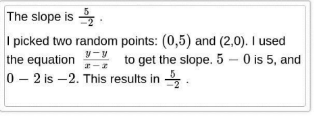 The slope is 5/-2 .
I picked two random points: (0,5) and (2,0). I used
the equation y-y/x-x to get the slope. 5 − 0 is 5, and
0 − 2 is −2. This results in 5/-2 .